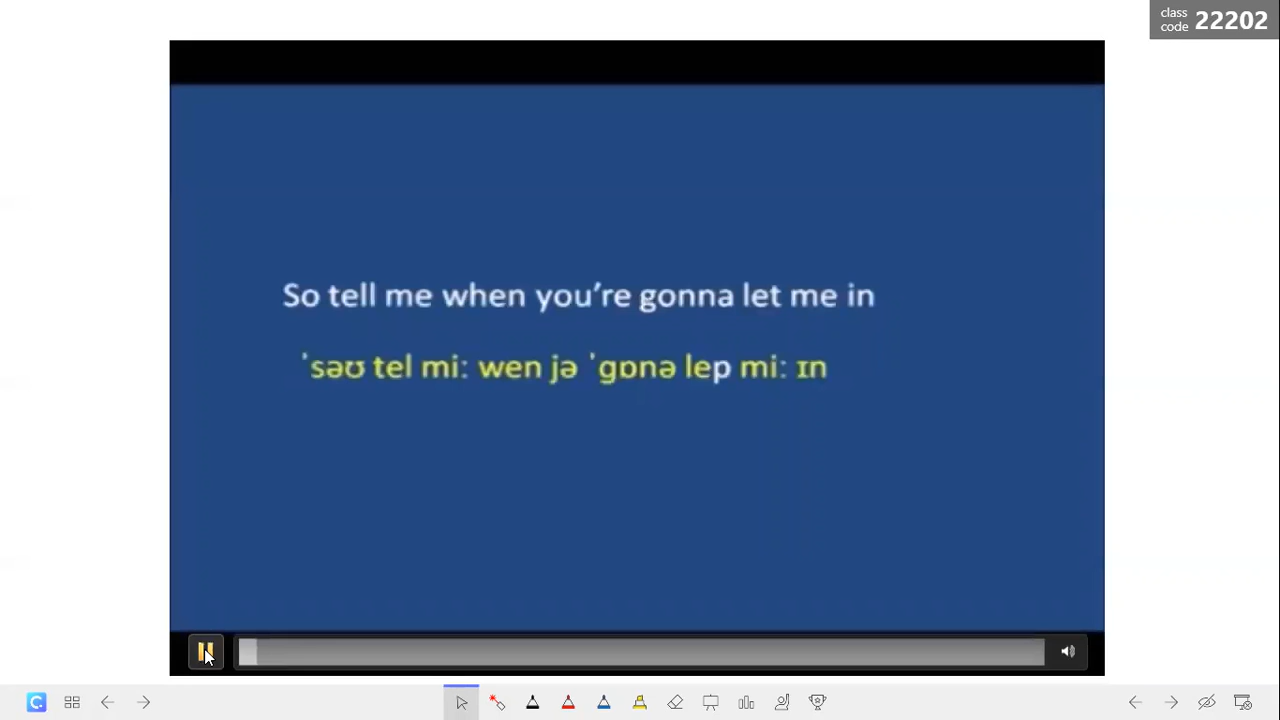 class
code 22202
So tell me when you’re gonna let me in
ˈsəʊ tel miː wen jə ˈɡɒnə lep miː ɪn